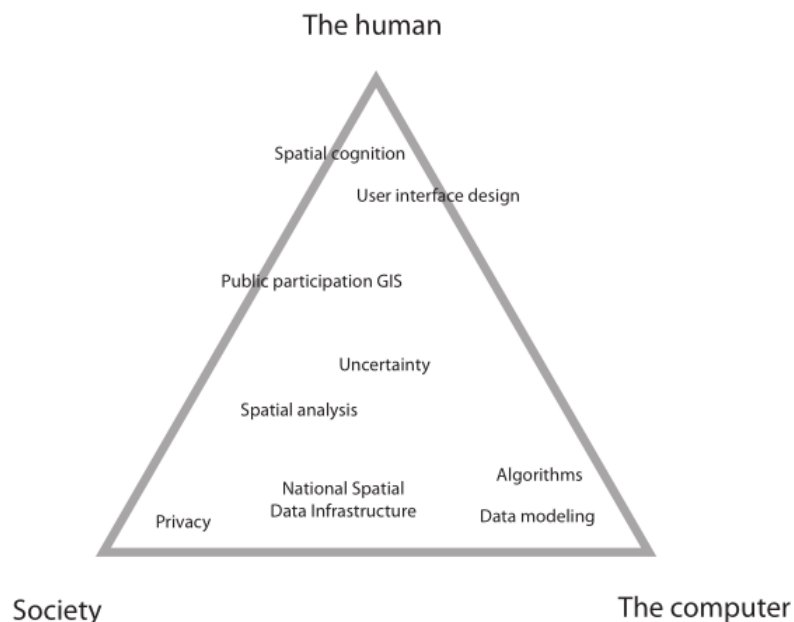 The human
Spatial cognition
User interface design
Public participation GIS
Uncertainty
Spatial analysis
Algorithms
National Spatial
Data Infrastructure
Data modeling
Privacy
Society
The computer